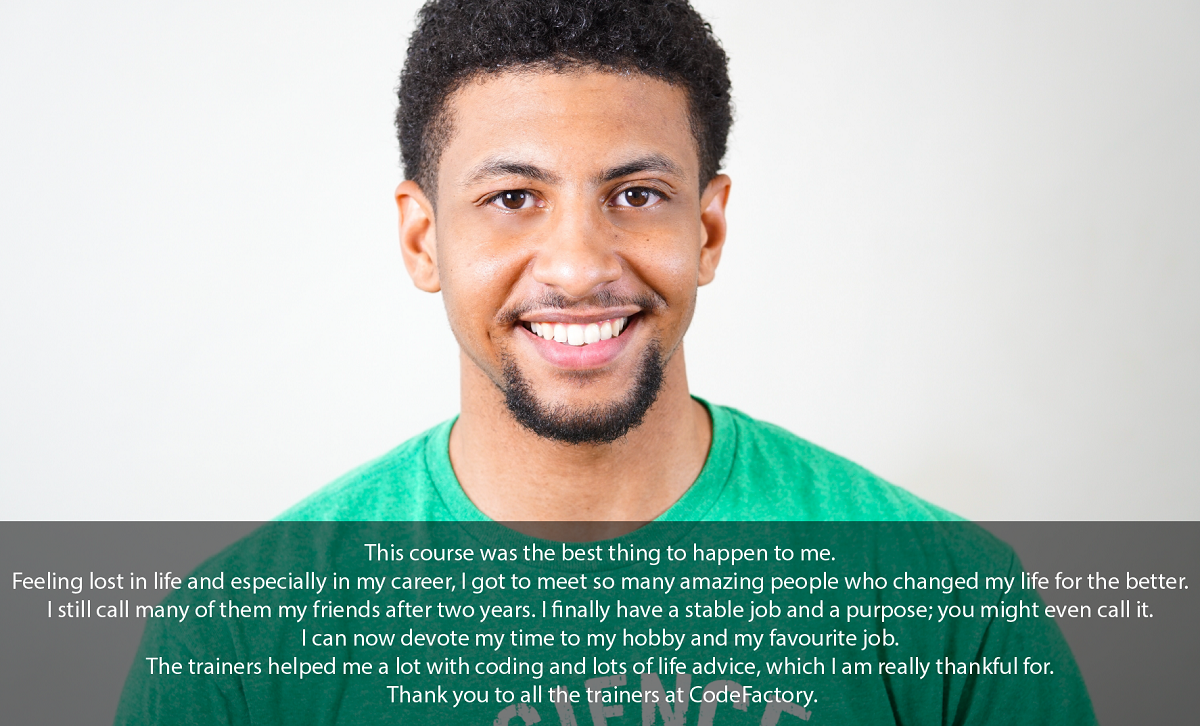 This course was the best thing to happen to me.
Feeling lost in life and especially in my career, I got to meet so many amazing people who changed my life for the better.
I still call many of them my friends after two years. I finally have a stable job and a purpose; you might even call it.
I can now devote my time to my hobby and my favourite job.
The trainers helped me a lot with coding and lots of life advice, which I am really thankful for.
Thank you to all the trainers at CodeFactory.
SCIENCE